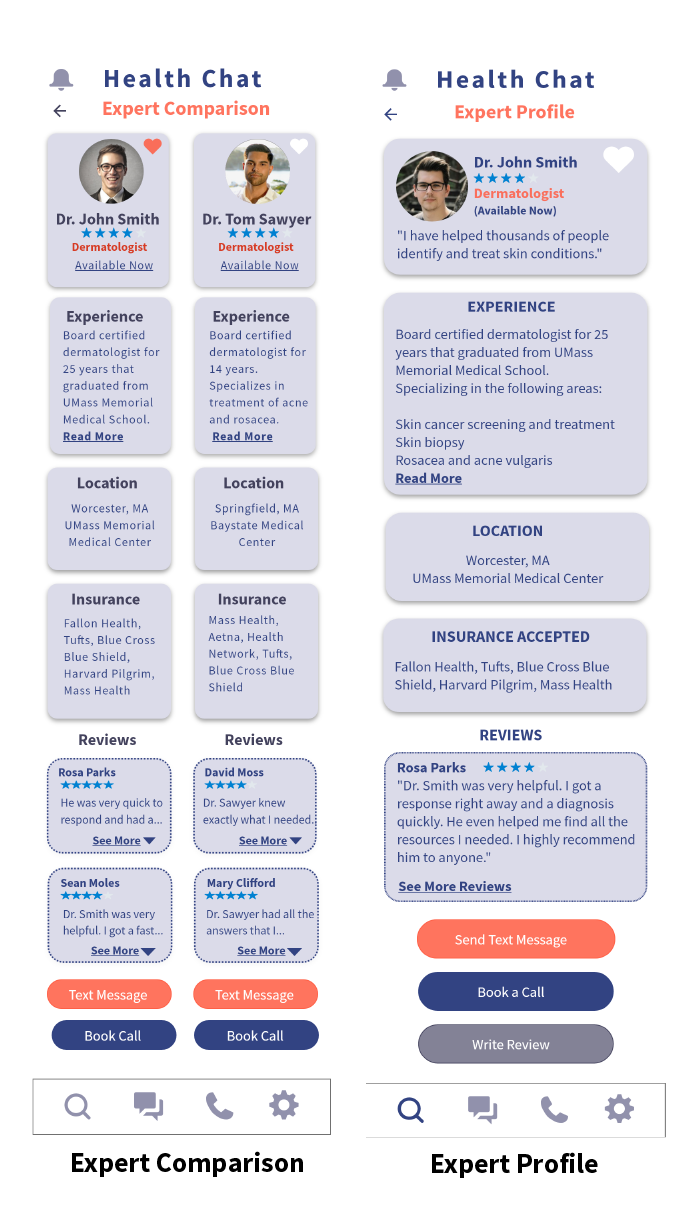 Health Chat
Expert Comparison
Dr. John Smith
Dermatologist
Available Now
Dr. Tom Sawyer
Dermatologist
Available Now
Experience
Board certified
dermatologist for
25 years that
graduated from
UMass Memorial
Medical School.
Read More
Experience
Board certified
dermatologist for
14 years.
Specializes in
treatment of acne
and rosacea.
Read More
Location
Worcester, MA
UMass Memorial
Medical Center
Location
Springfield, MA
Baystate Medical
Center
Insurance
Fallon Health,
Tufts, Blue Cross
Blue Shield,
Harvard Pilgrim,
Mass Health
Insurance
Mass Health,
Aetna, Health
Network, Tufts,
Blue Cross Blue
Shield
Reviews
Rosa Parks
He was very quick to
respond and had a...
See More
Sean Moles
Dr. Smith was very
helpful. I got a fast...
See More
Reviews
David Moss
Dr. Sawyer knew
exactly what I needed.
See More
Mary Clifford
Dr. Sawyer had all the
answers that I...
See More
Text Message
Text Message
Book Call
Book Call
Expert Comparison
Health Chat
Expert Profile
Dr. John Smith
Dermatologist
(Available Now)
"I have helped thousands of people
identify and treat skin conditions."
EXPERIENCE
Board certified dermatologist for 25
years that graduated from UMass
Memorial Medical School.
Specializing in the following areas:
Skin cancer screening and treatment
Skin biopsy
Rosacea and acne vulgaris
Read More
LOCATION
Worcester, MA
UMass Memorial Medical Center
INSURANCE ACCEPTED
Fallon Health, Tufts, Blue Cross Blue
Shield, Harvard Pilgrim, Mass Health
REVIEWS
Rosa Parks
"Dr. Smith was very helpful. I got a
response right away and a diagnosis
quickly. He even helped me find all the
resources I needed. I highly recommend
him to anyone."
See More Reviews
Send Text Message
Book a Call
Write Review
Expert Profile